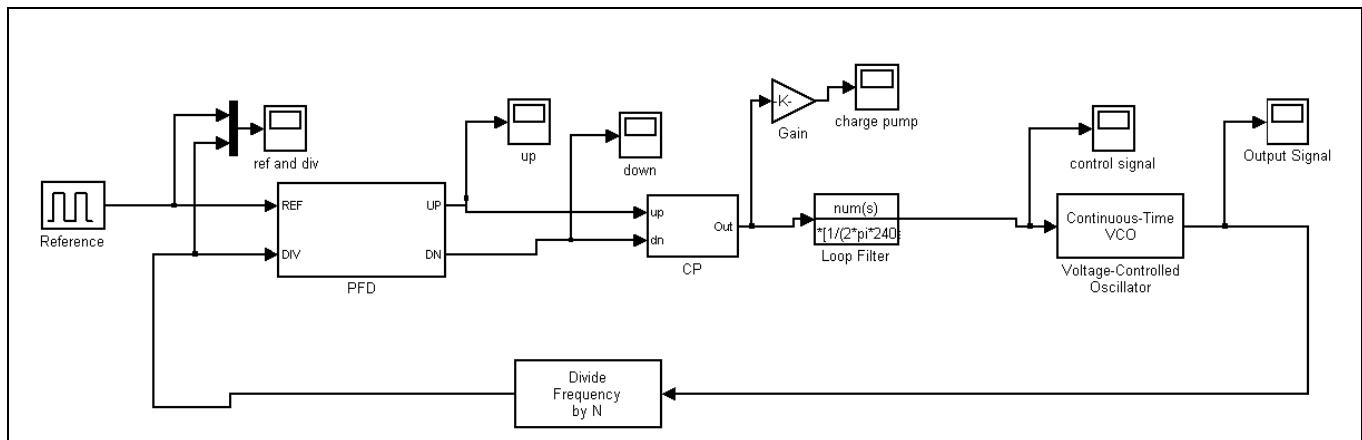 Reference
ref and div
REF
DIV
UP
DN
PFD
up
down
up
dn
Out
CP
-K-
Gain
charge pump
num(s)
*[1/(2*pi*240
Loop Filter
control signal
Continuous-Time
VCO
Voltage-Controlled
Oscillator
Output Signal
Divide
Frequency
by N